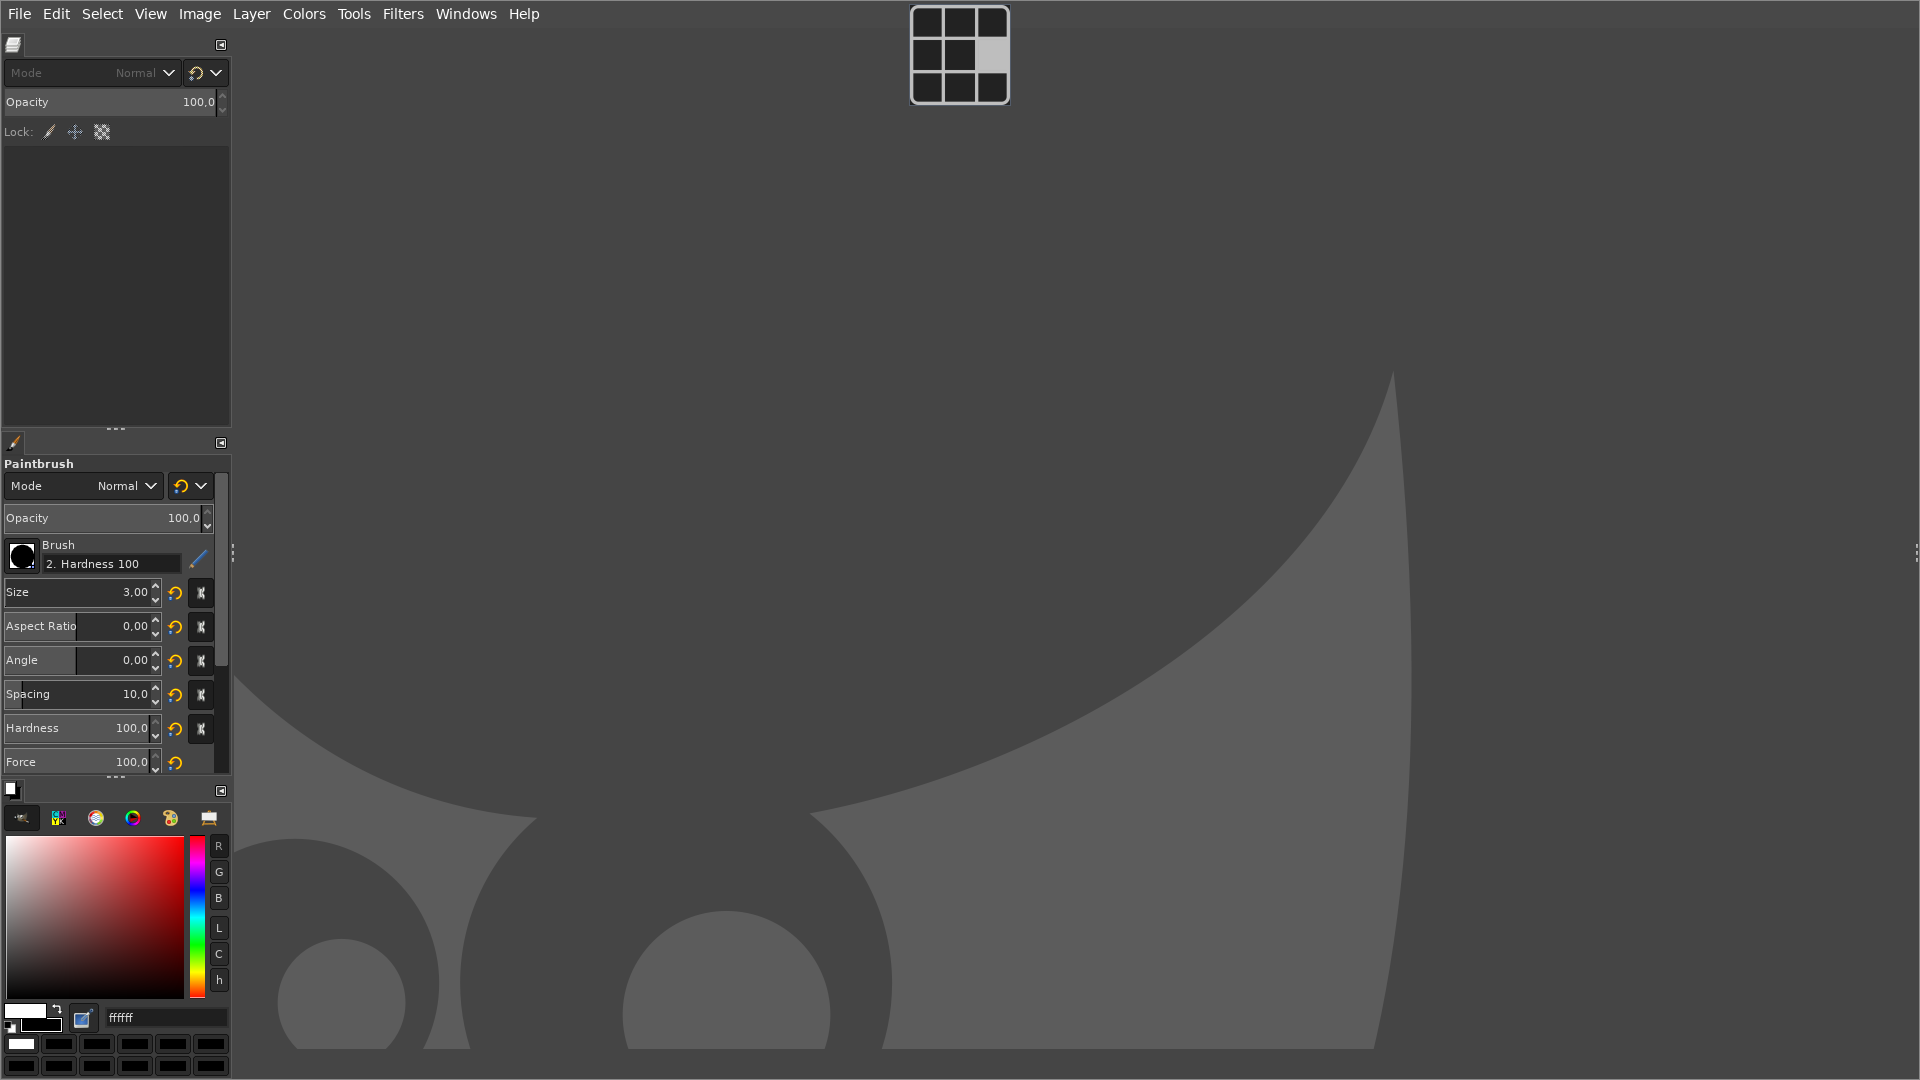 File Edit Select View Image Layer Colors Tools Filters Windows Help
Mode Normal
Opacity 100,0
Lock:
Paintbrush
Mode Normal
Opacity 100,0
Brush
2. Hardness 100
Size 3,00
Aspect Ratio 0,00
Angle 0,00
Spacing 10,0
Hardness 100,0
Force 100,0
R
G
B
L
C
h
ffffff